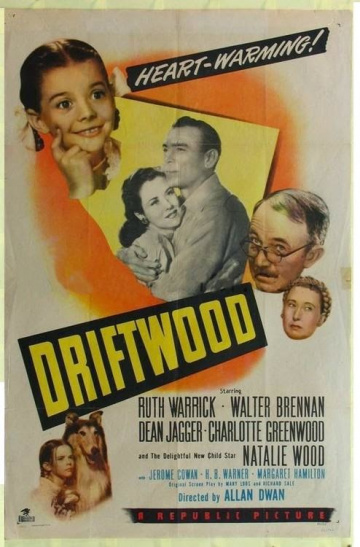 HEART-WARMING!
DRIFTWOOD
Starring
RUTH WARRICK · WALTER BRENNAN
DEAN JAGGER · CHARLOTTE GREENWOOD
and The Delightful New Child Star NATALIE WOOD
with JEROME COWAN · H. B. WARNER · MARGARET HAMILTON
Original Screen Play by MARY LOOS and RICHARD SALE
Directed by ALLAN DWAN
A REPUBLIC PICTURE